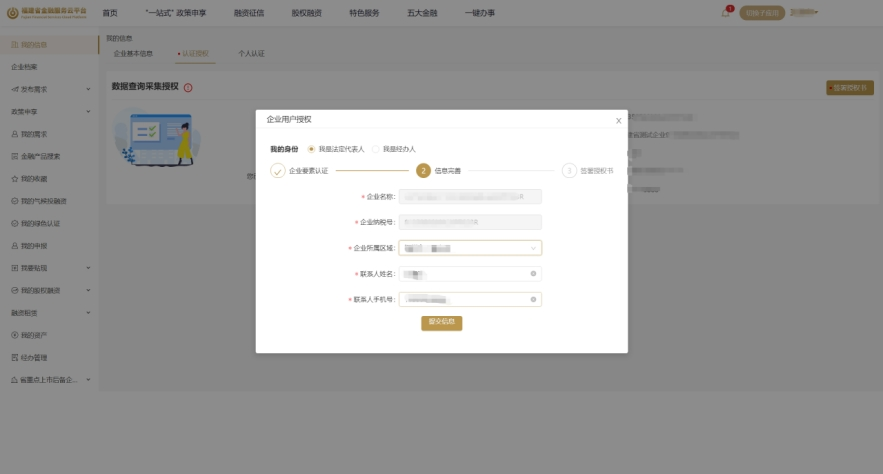 福建省金融服务云平台
首页 "一站式"政策申享 融资征信 股权融资 特色服务 五大金融 一键办事
1
切换子应用
我的信息
企业档案
发布需求
政策申享
我的需求
金融产品搜索
我的收藏
我的气候投融资
我的绿色认证
我的申报
我要贴息
我的股权融资
融资租赁
我的资产
经办管理
省重点上市后备企...
我的信息
企业基本信息 认证授权 个人认证
数据查询采集授权
签署授权书
企业用户授权 X
我的身份 我是法定代表人 我是经办人
企业要素认证 2 信息完善 3 签署授权书
* 企业名称:
* 企业纳税号:
* 企业所属区域:
* 联系人姓名:
* 联系人手机号:
提交信息